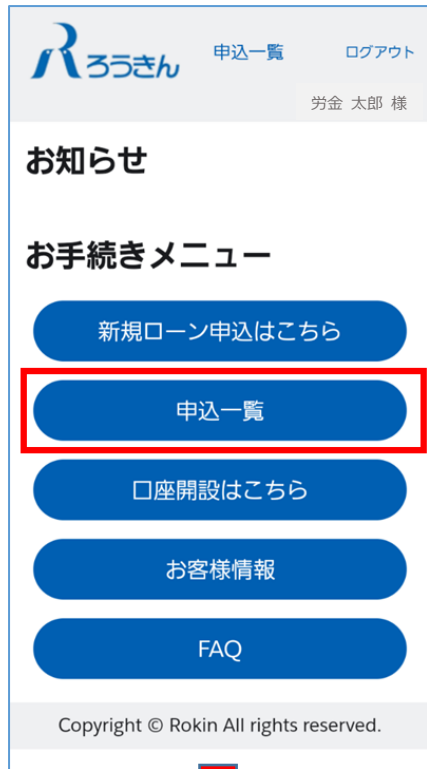 ろうきん 申込一覧 ログアウト
労金 太郎 様
お知らせ
お手続きメニュー
新規ローン申込はこちら
申込一覧
口座開設はこちら
お客様情報
FAQ
Copyright © Rokin All rights reserved.